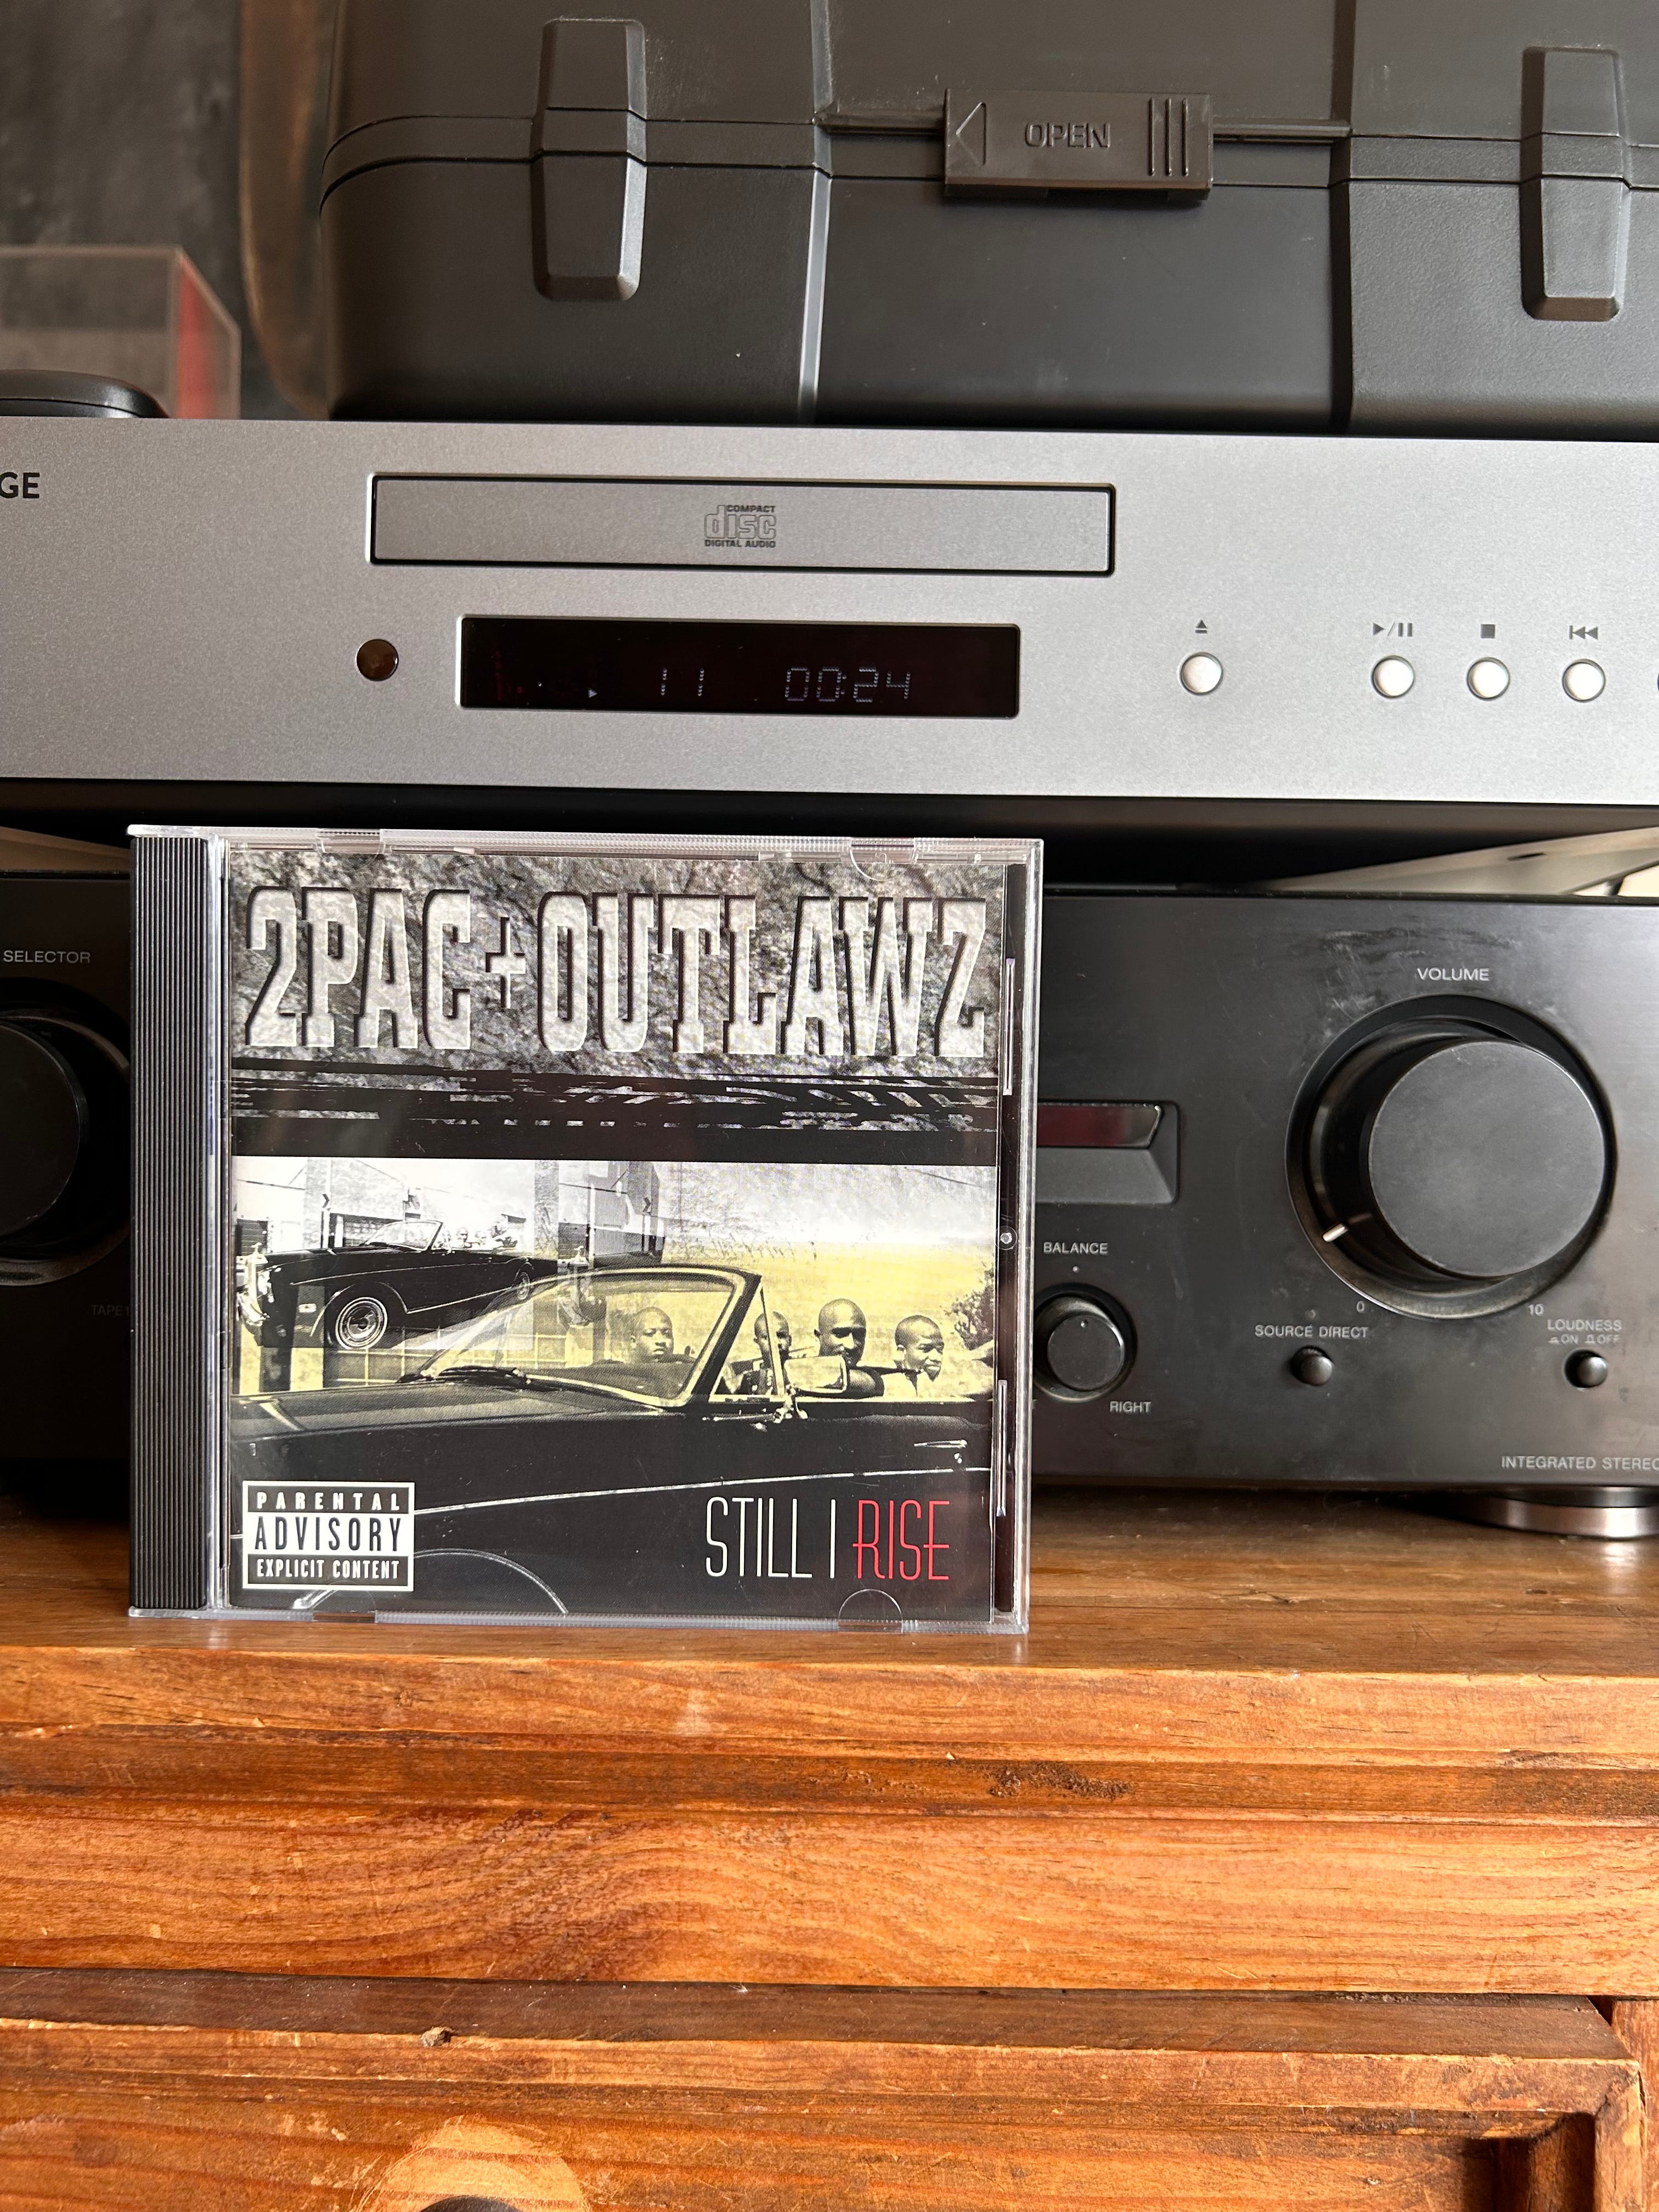 OPEN
GE
COMPACT
disc
DIGITAL AUDIO
11 00:24
SELECTOR
TAPE1
2PAC+OUTLAWZ
PARENTAL
ADVISORY
EXPLICIT CONTENT
STILL I RISE
VOLUME
0 10
BALANCE
RIGHT
SOURCE DIRECT
LOUDNESS
ON OFF
INTEGRATED STEREO